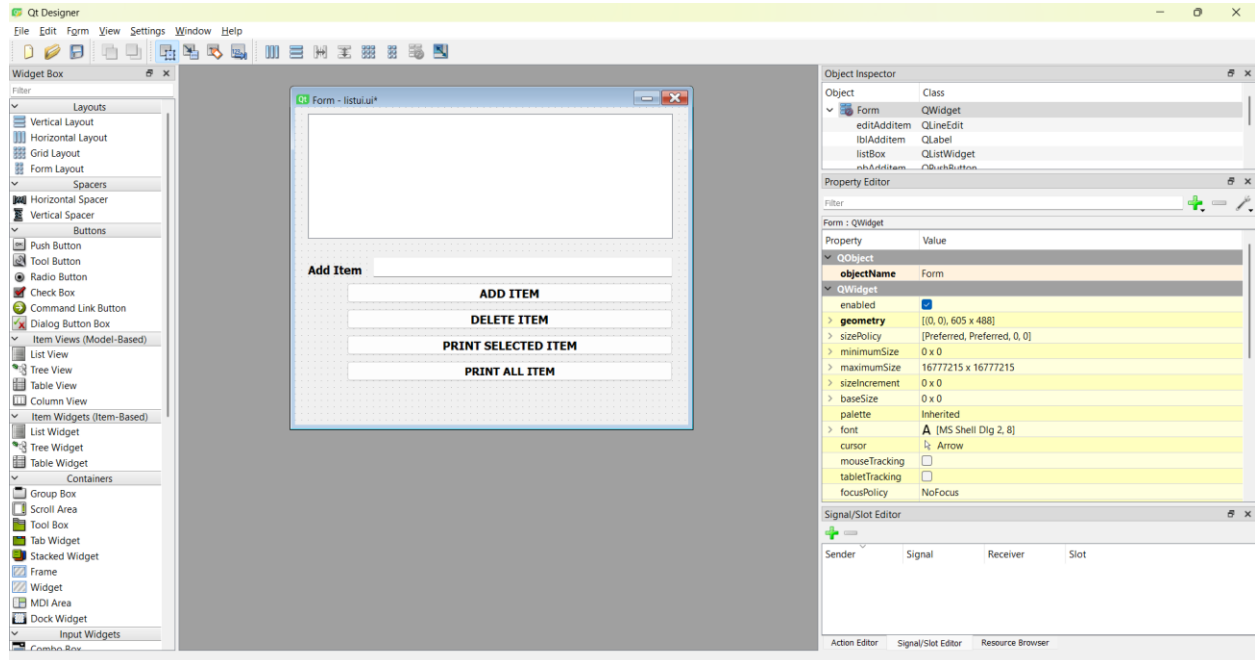 Qt Designer
File Edit Form View Settings Window Help
Widget Box
Filter
Layouts
Vertical Layout
Horizontal Layout
Grid Layout
Form Layout
Spacers
Horizontal Spacer
Vertical Spacer
Buttons
Push Button
Tool Button
Radio Button
Check Box
Command Link Button
Dialog Button Box
Item Views (Model-Based)
List View
Tree View
Table View
Column View
Item Widgets (Item-Based)
List Widget
Tree Widget
Table Widget
Containers
Group Box
Scroll Area
Tool Box
Tab Widget
Stacked Widget
Frame
Widget
MDI Area
Dock Widget
Input Widgets
Combo Box
Form - listui.ui*
Add Item
ADD ITEM
DELETE ITEM
PRINT SELECTED ITEM
PRINT ALL ITEM
Object Inspector
Object Class
Form QWidget
editAdditem QLineEdit
lblAdditem QLabel
listBox QListWidget
pbAdditem QPushButton
Property Editor
Filter
Form : QWidget
Property Value
QObject
objectName Form
QWidget
enabled
geometry [(0, 0), 605 x 488]
sizePolicy [Preferred, Preferred, 0, 0]
minimumSize 0 x 0
maximumSize 16777215 x 16777215
sizeIncrement 0 x 0
baseSize 0 x 0
palette Inherited
font A [MS Shell Dlg 2, 8]
cursor Arrow
mouseTracking
tabletTracking
focusPolicy NoFocus
Signal/Slot Editor
Sender Signal Receiver Slot
Action Editor Signal/Slot Editor Resource Browser